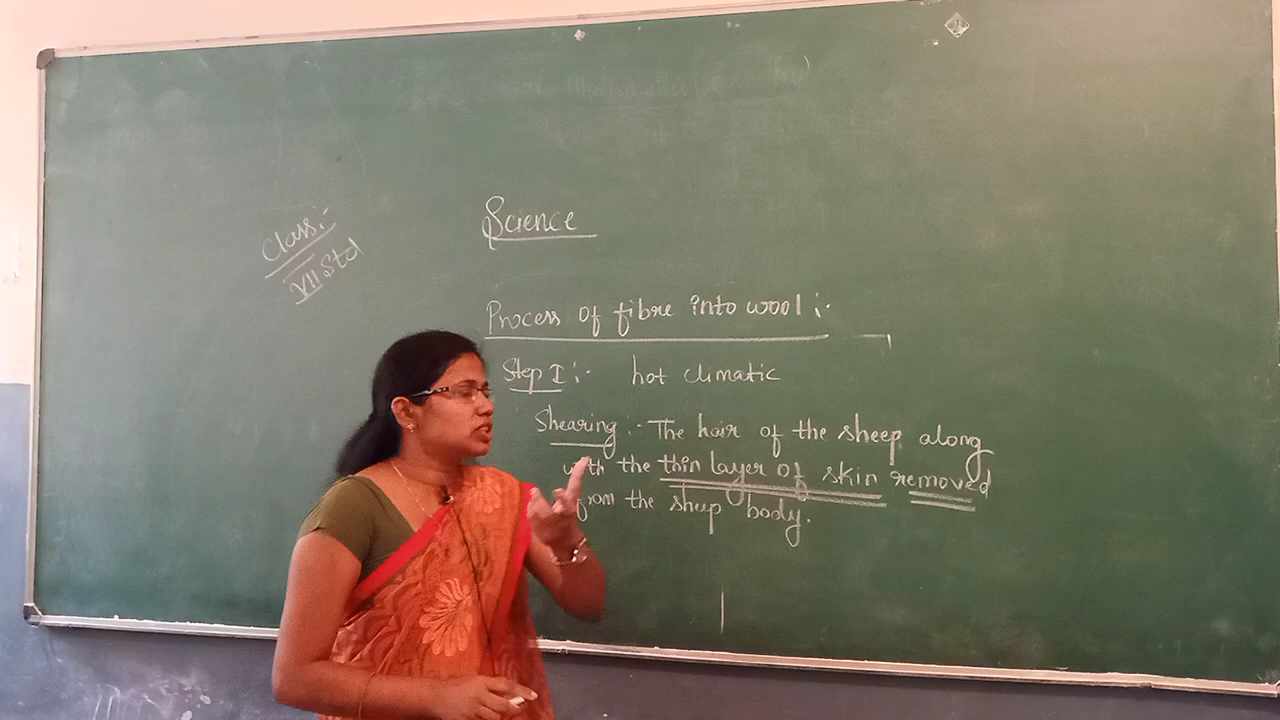 Class:-
VII Std
Science
Process of fibre into wool:-
Step I:- hot climatic
Shearing:- The hair of the sheep along
with the thin layer of skin removed
from the sheep body.